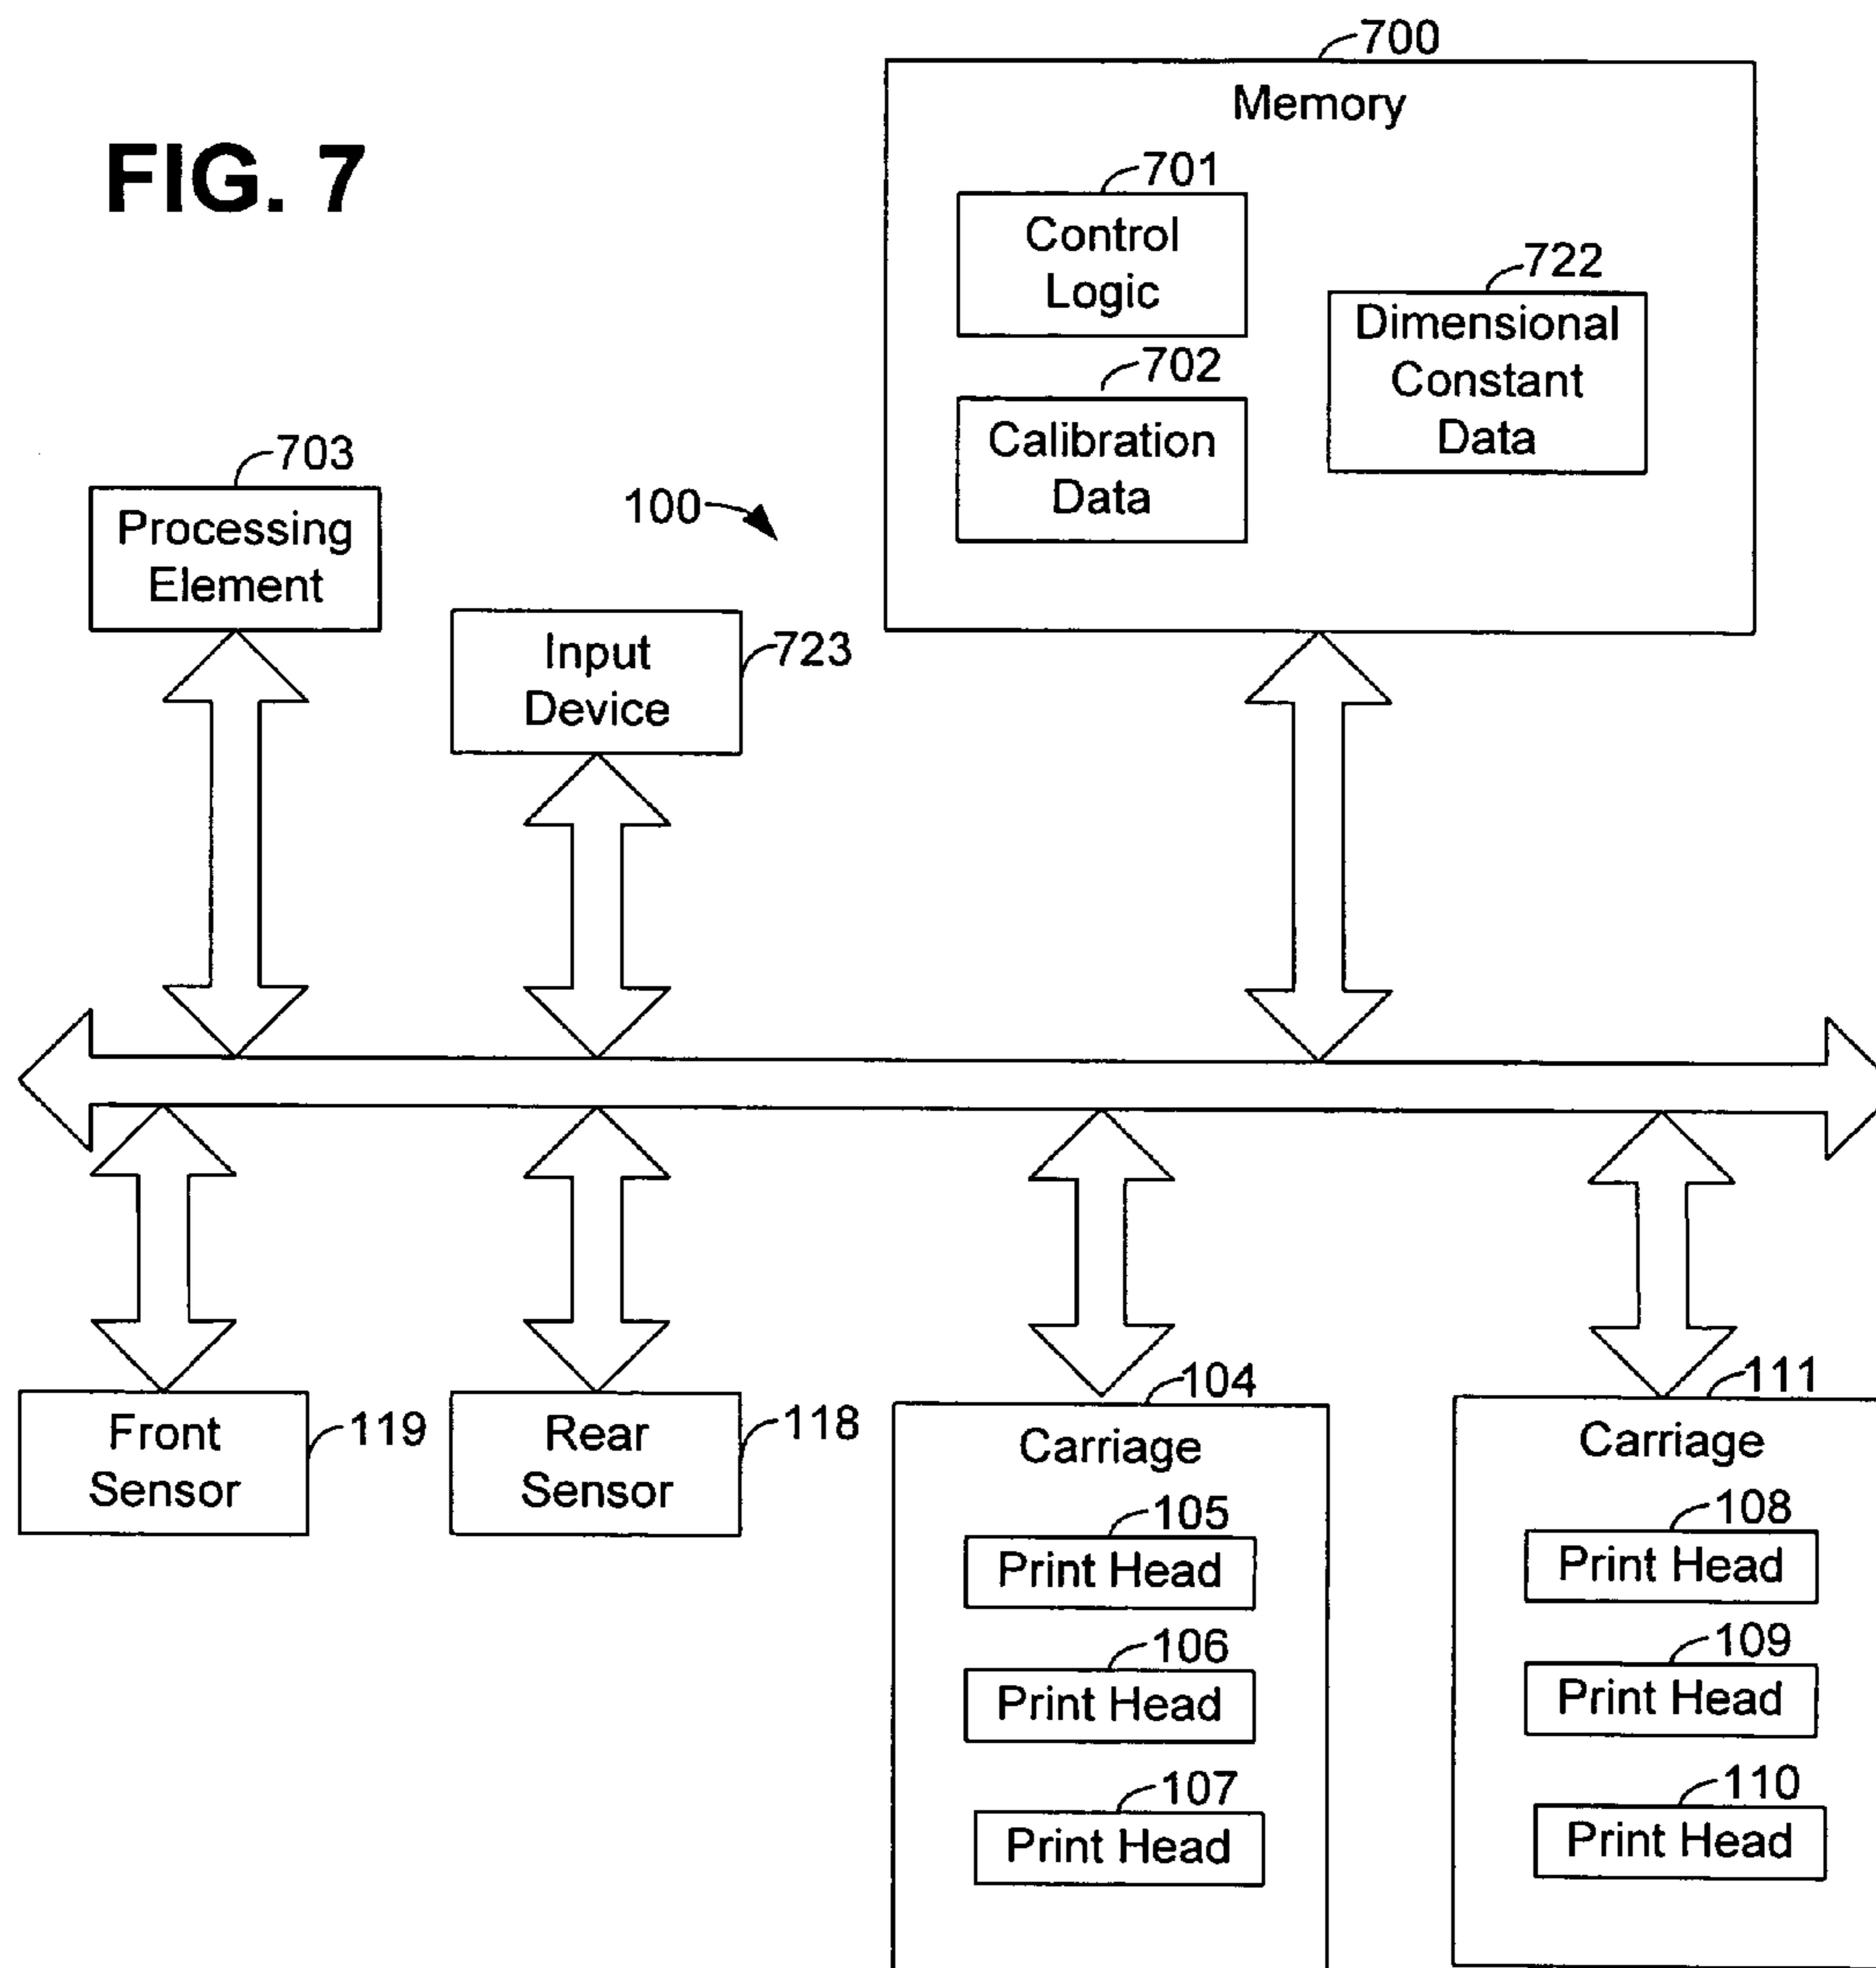 FIG. 7
700
Memory
701
Control
Logic
722
Dimensional
Constant
Data
702
Calibration
Data
703
Processing
Element
100
Input
Device
723
Front
Sensor
119
Rear
Sensor
118
104
Carriage
105
Print Head
106
Print Head
107
Print Head
111
Carriage
108
Print Head
109
Print Head
110
Print Head